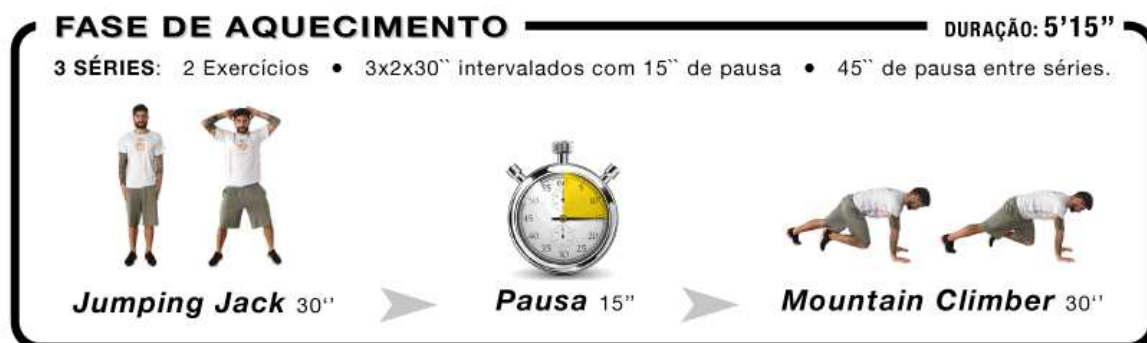 FASE DE AQUECIMENTO DURAÇÃO: 5'15”
3 SÉRIES: 2 Exercícios • 3x2x30`` intervalados com 15`` de pausa • 45`` de pausa entre séries.
Jumping Jack 30‘’ Pausa 15” Mountain Climber 30‘’